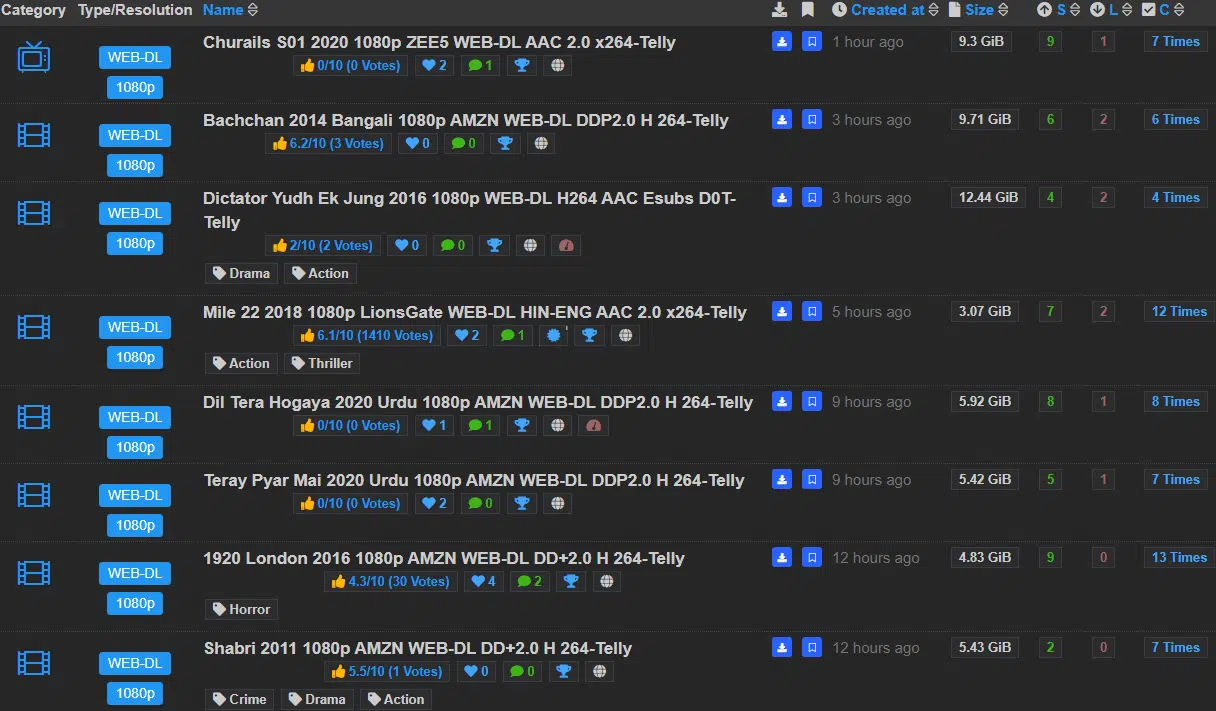 Category Type/Resolution Name Created at Size S L C
WEB-DL Churails S01 2020 1080p ZEE5 WEB-DL AAC 2.0 x264-Telly 1 hour ago 9.3 GiB 9 1 7 Times
1080p 0/10 (0 Votes) 2 1
WEB-DL Bachchan 2014 Bangali 1080p AMZN WEB-DL DDP2.0 H 264-Telly 3 hours ago 9.71 GiB 6 2 6 Times
1080p 6.2/10 (3 Votes) 0 0
WEB-DL Dictator Yudh Ek Jung 2016 1080p WEB-DL H264 AAC Esubs D0T- 3 hours ago 12.44 GiB 4 2 4 Times
Telly
1080p 2/10 (2 Votes) 0 0
Drama Action
WEB-DL Mile 22 2018 1080p LionsGate WEB-DL HIN-ENG AAC 2.0 x264-Telly 5 hours ago 3.07 GiB 7 2 12 Times
1080p 6.1/10 (1410 Votes) 2 1
Action Thriller
WEB-DL Dil Tera Hogaya 2020 Urdu 1080p AMZN WEB-DL DDP2.0 H 264-Telly 9 hours ago 5.92 GiB 8 1 8 Times
1080p 0/10 (0 Votes) 1 1
WEB-DL Teray Pyar Mai 2020 Urdu 1080p AMZN WEB-DL DDP2.0 H 264-Telly 9 hours ago 5.42 GiB 5 1 7 Times
1080p 0/10 (0 Votes) 2 0
WEB-DL 1920 London 2016 1080p AMZN WEB-DL DD+2.0 H 264-Telly 12 hours ago 4.83 GiB 9 0 13 Times
1080p 4.3/10 (30 Votes) 4 2
Horror
WEB-DL Shabri 2011 1080p AMZN WEB-DL DD+2.0 H 264-Telly 12 hours ago 5.43 GiB 2 0 7 Times
1080p 5.5/10 (1 Votes) 0 0
Crime Drama Action